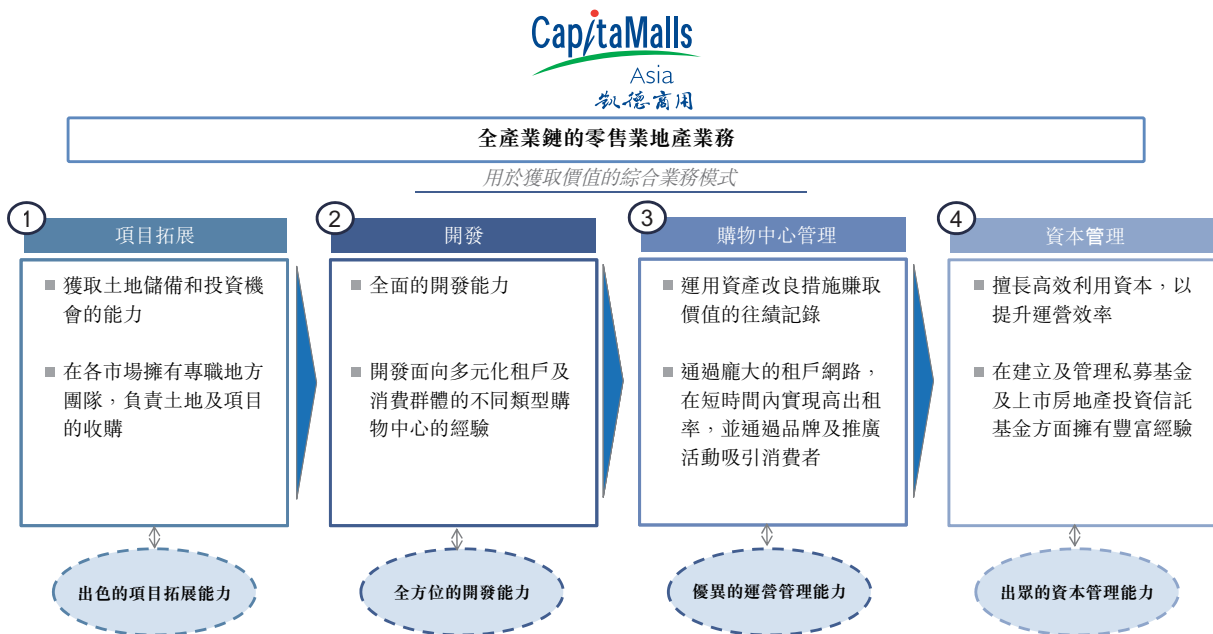 CapitaMalls
Asia
凱德商用
全產業鏈的零售業地產業務
用於獲取價值的綜合業務模式
1
項目拓展
■ 獲取土地儲備和投資機
會的能力
■ 在各市場擁有專職地方
團隊，負責土地及項目
的收購
出色的項目拓展能力
2
開發
■ 全面的開發能力
■ 開發面向多元化租戶及
消費群體的不同類型購
物中心的經驗
全方位的開發能力
3
購物中心管理
■ 運用資產改良措施賺取
價值的往績記錄
■ 通過龐大的租戶網路，
在短時間內實現高出租
率，並通過品牌及推廣
活動吸引消費者
優異的運營管理能力
4
資本管理
■ 擅長高效利用資本，以
提升運營效率
■ 在建立及管理私募基金
及上市房地產投資信託
基金方面擁有豐富經驗
出眾的資本管理能力